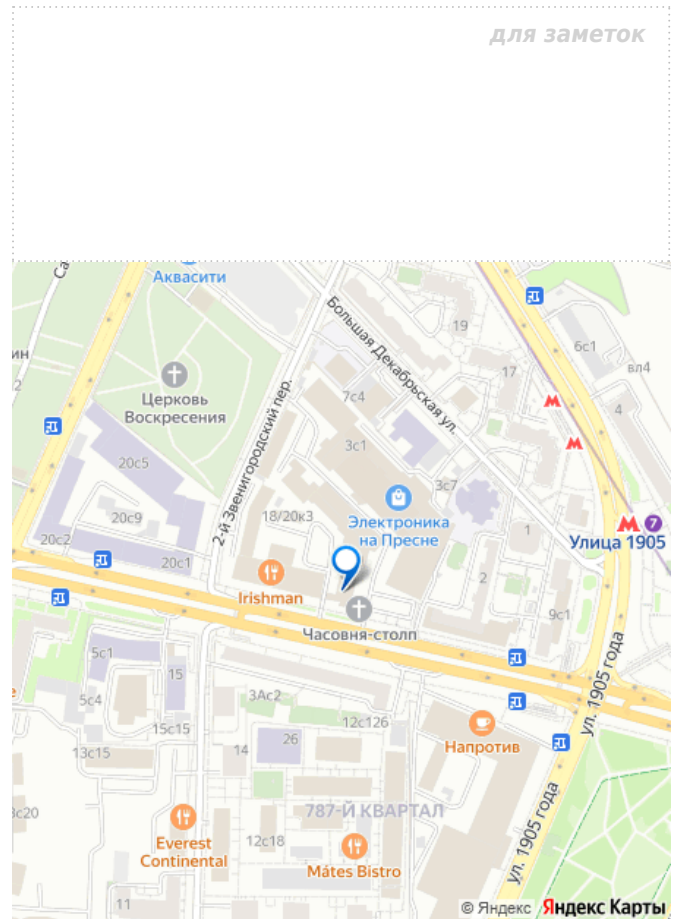 для заметок
Аквасити
Са
ин
2
Церковь
Воскресения
2-й Звенигородский пер.
Большая Декабрьская ул.
19
17
6с1
вл4
4
7с4
3с1
3с7
20с5
20с9
20с2
20с1
18/20к3
Электроника
на Пресне
1
2
9с1
7
Улица 1905
Irishman
Часовня-столп
ул. 1905 года
5с1
15
5с4
15с15
13с15
3Ас2
12с126
14
26
Напротив
е
3с20
787-Й КВАРТАЛ
12с18
Everest
Continental
Mátes Bistro
ул. 1905 года
11
© Яндекс Яндекс Карты